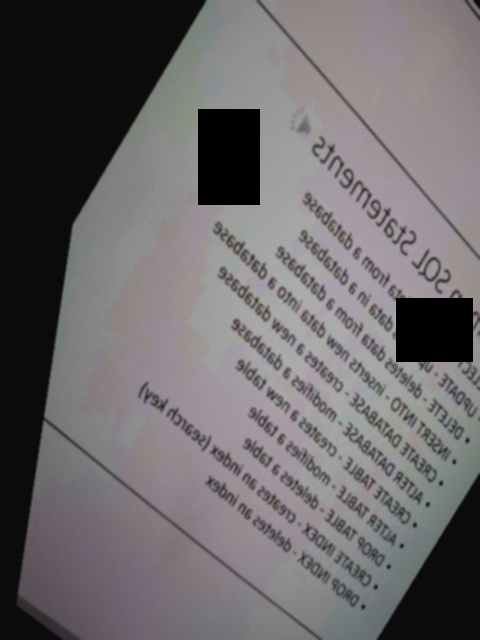 SQL Statements
from a database
• UPDATE - data in a database
• DELETE - deletes data from a database
• INSERT INTO - inserts new data into a database
• CREATE DATABASE - creates a new database
• ALTER DATABASE - modifies a database
• CREATE TABLE - creates a new table
• ALTER TABLE - modifies a table
• DROP TABLE - deletes a table
• CREATE INDEX - creates an index (search key)
• DROP INDEX - deletes an index